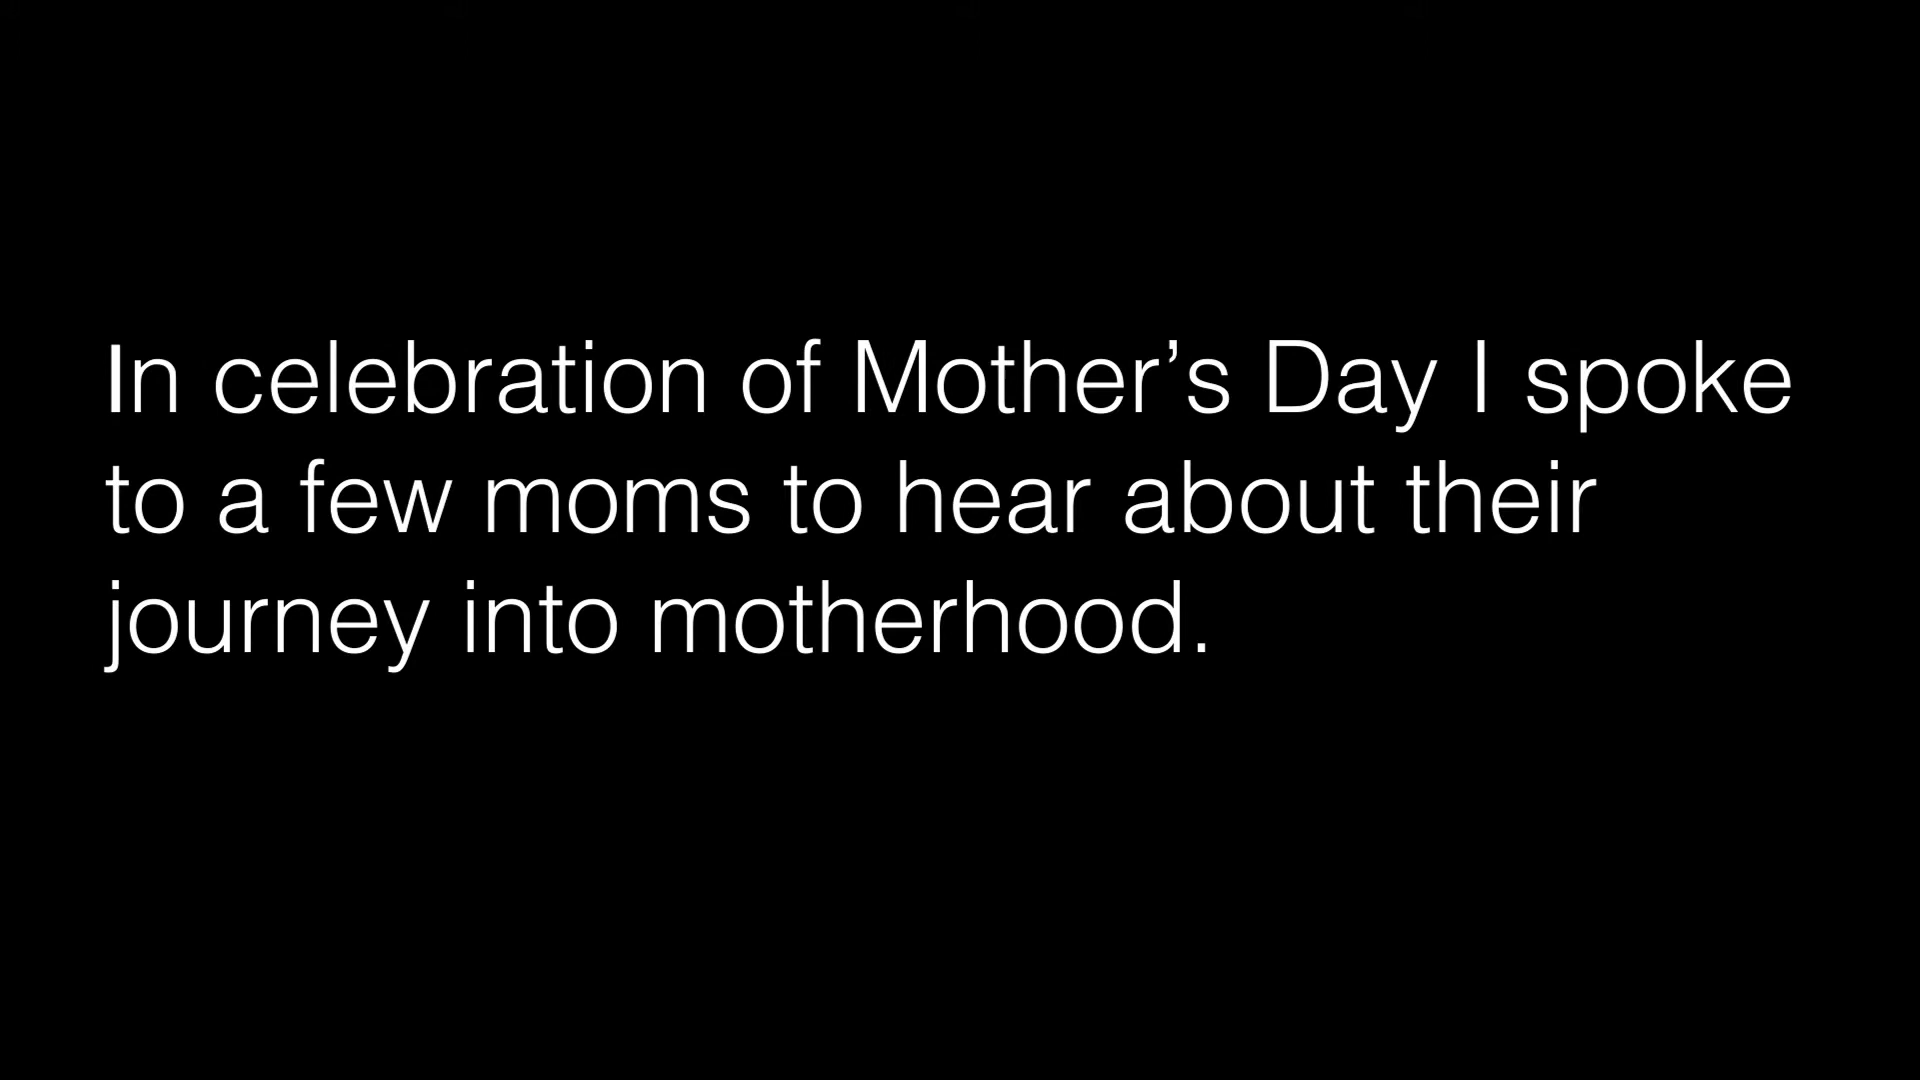 In celebration of Mother’s Day I spoke
to a few moms to hear about their
journey into motherhood.